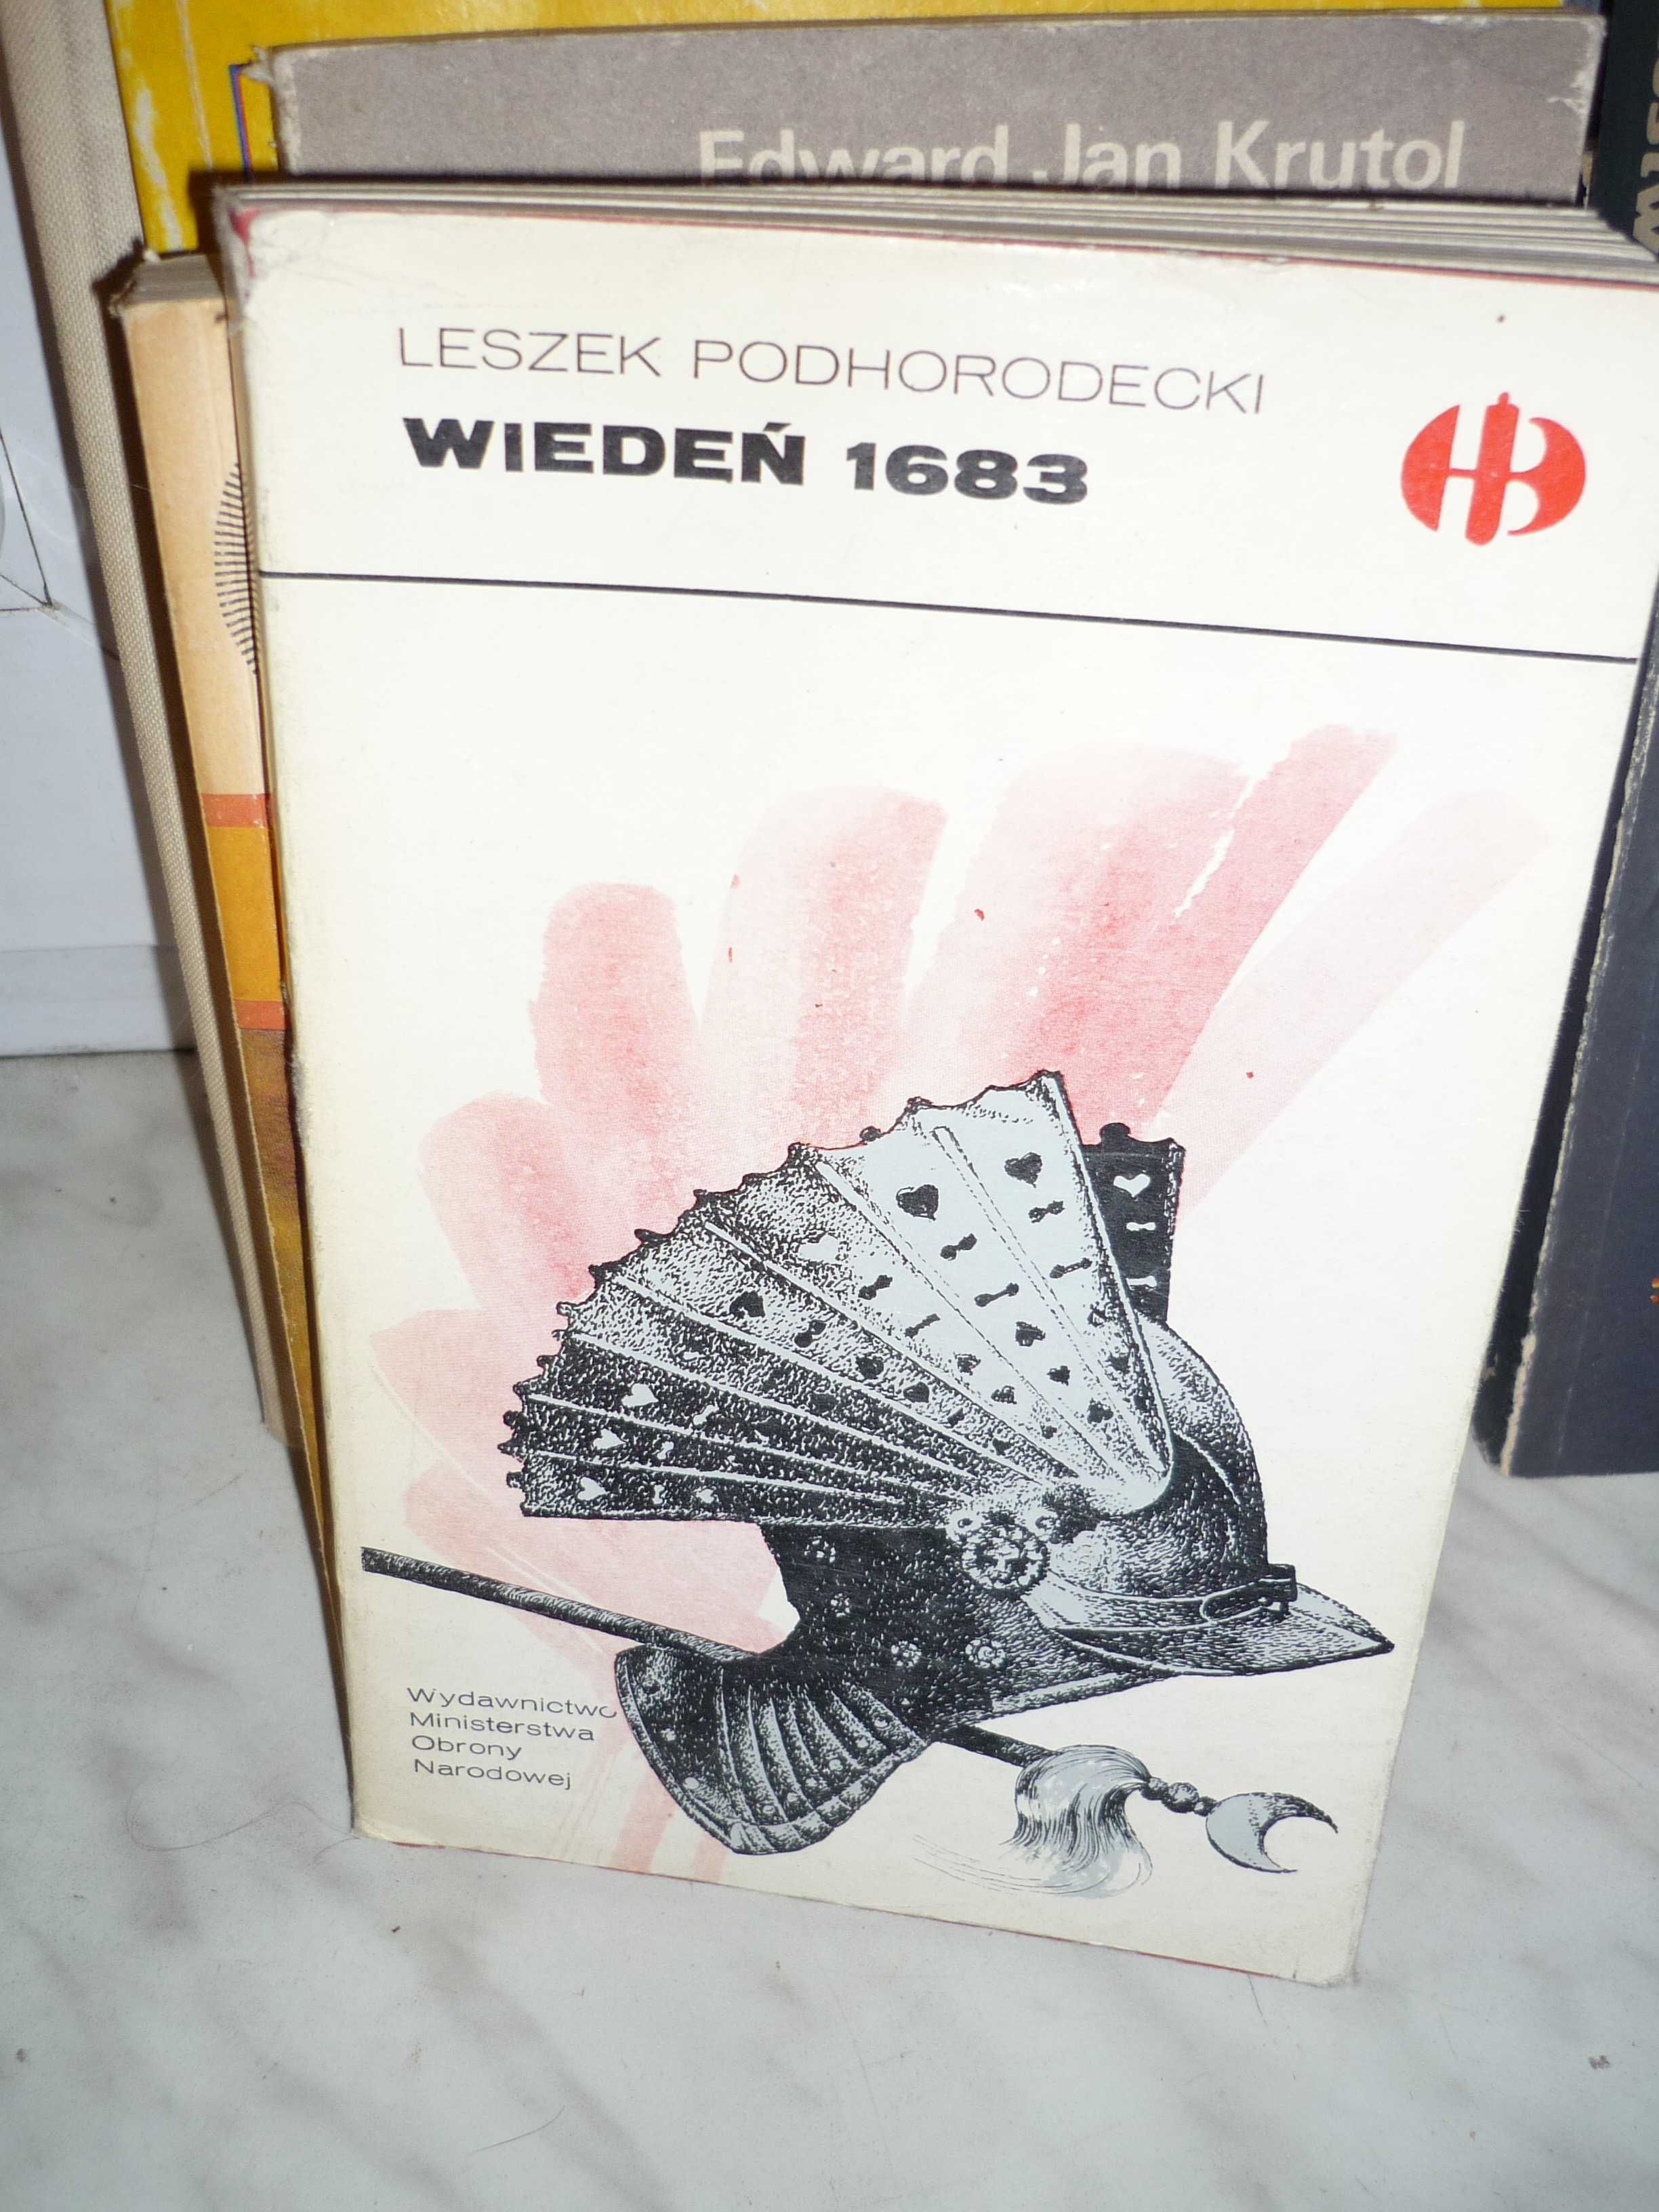 Edward Jan Krutol
LESZEK PODHORODECKI
WIEDEŃ 1683
HB
Wydawnictwo
Ministerstwa
Obrony
Narodowej